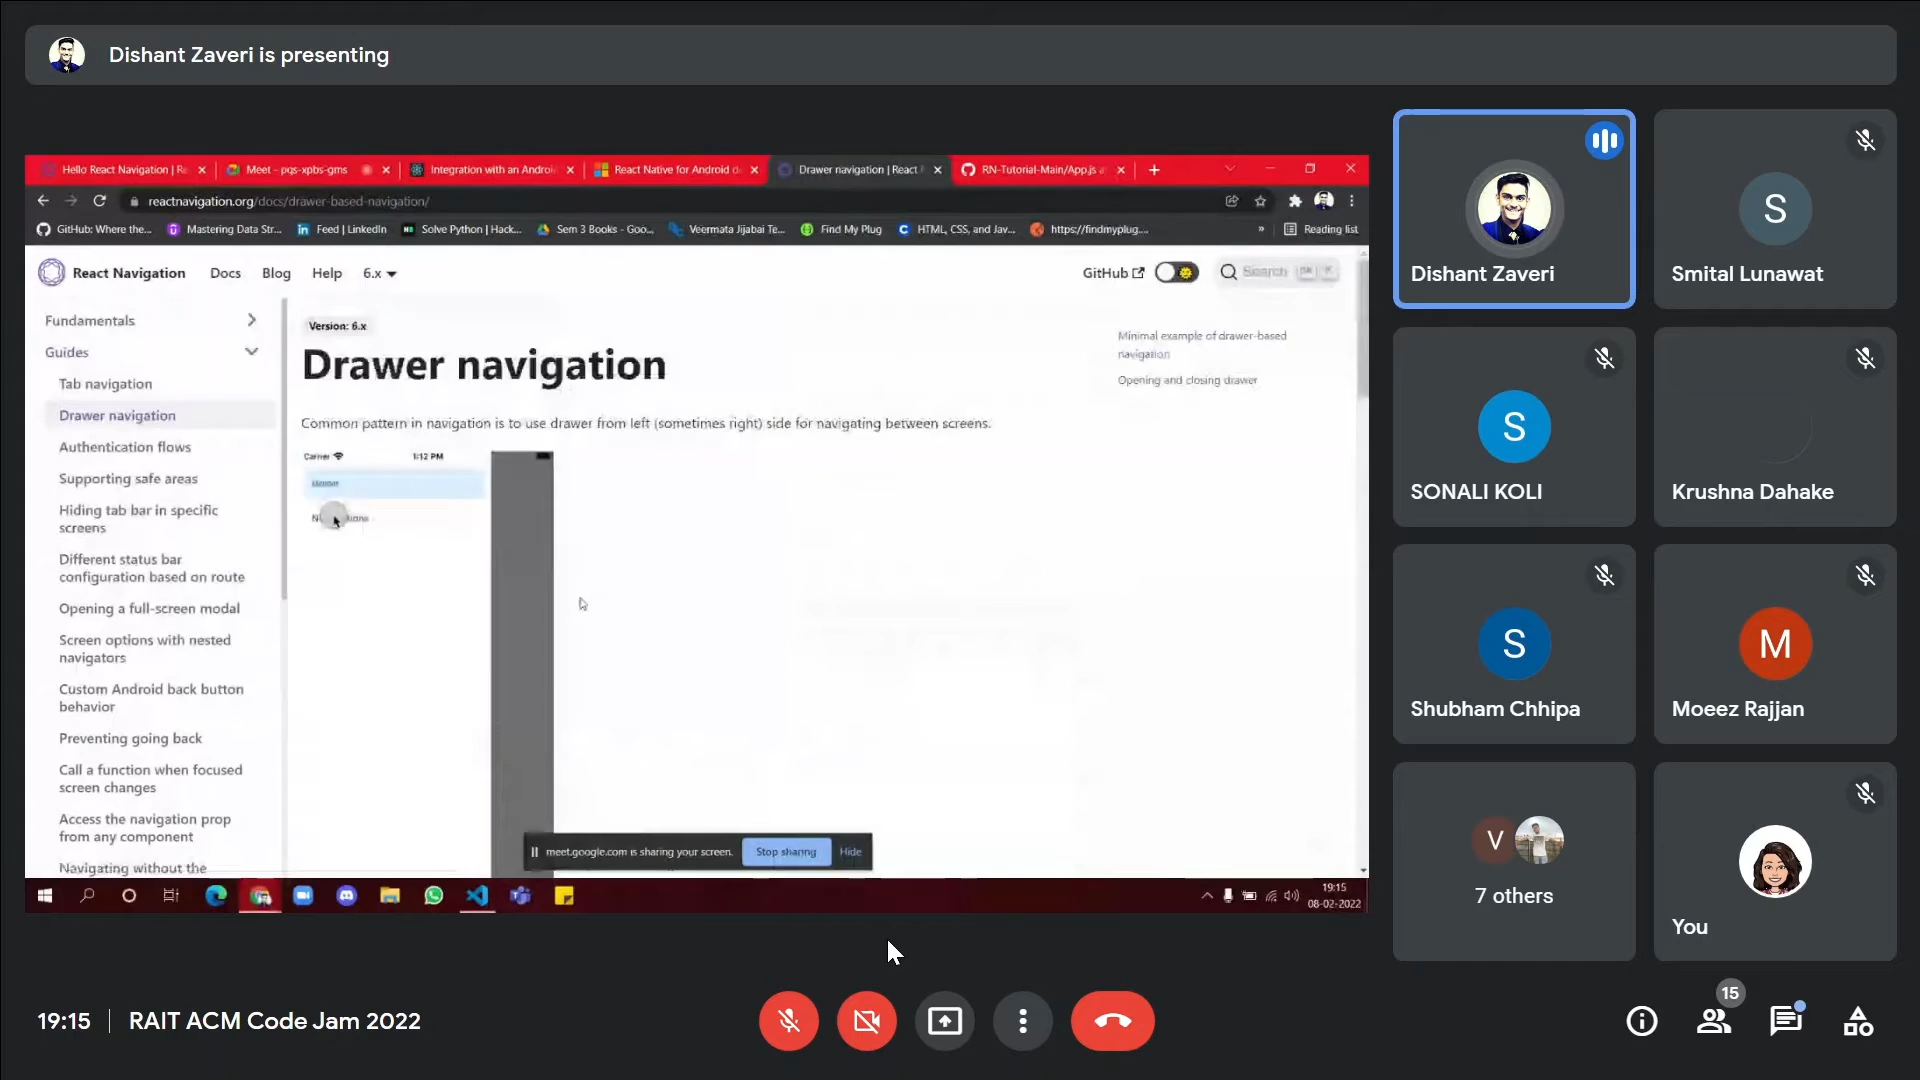 Dishant Zaveri is presenting
Hello React Navigation | Re
Meet - pqs-xpbs-gms
Integration with an Androi
React Native for Android d
Drawer navigation | React
RN-Tutorial-Main/App.js a
reactnavigation.org/docs/drawer-based-navigation/
GitHub: Where the...
Mastering Data Str...
Feed | LinkedIn
Solve Python | Hack...
Sem 3 Books - Goo...
Veermata Jijabai Te...
Find My Plug
HTML, CSS, and Jav...
https://findmyplug....
»
Reading list
React Navigation
Docs
Blog
Help
6.x
GitHub
Search
Fundamentals
Guides
Tab navigation
Drawer navigation
Authentication flows
Supporting safe areas
Hiding tab bar in specific
screens
Different status bar
configuration based on route
Opening a full-screen modal
Screen options with nested
navigators
Custom Android back button
behavior
Preventing going back
Call a function when focused
screen changes
Access the navigation prop
from any component
Navigating without the
Version: 6.x
Drawer navigation
Common pattern in navigation is to use drawer from left (sometimes right) side for navigating between screens.
Carrier
1:12 PM
Minimal example of drawer-based
navigation
Opening and closing drawer
meet.google.com is sharing your screen.
Stop sharing
Hide
19:15
08-02-2022
Dishant Zaveri
S
Smital Lunawat
S
SONALI KOLI
Krushna Dahake
S
Shubham Chhipa
M
Moeez Rajjan
V
7 others
You
19:15
RAIT ACM Code Jam 2022
15